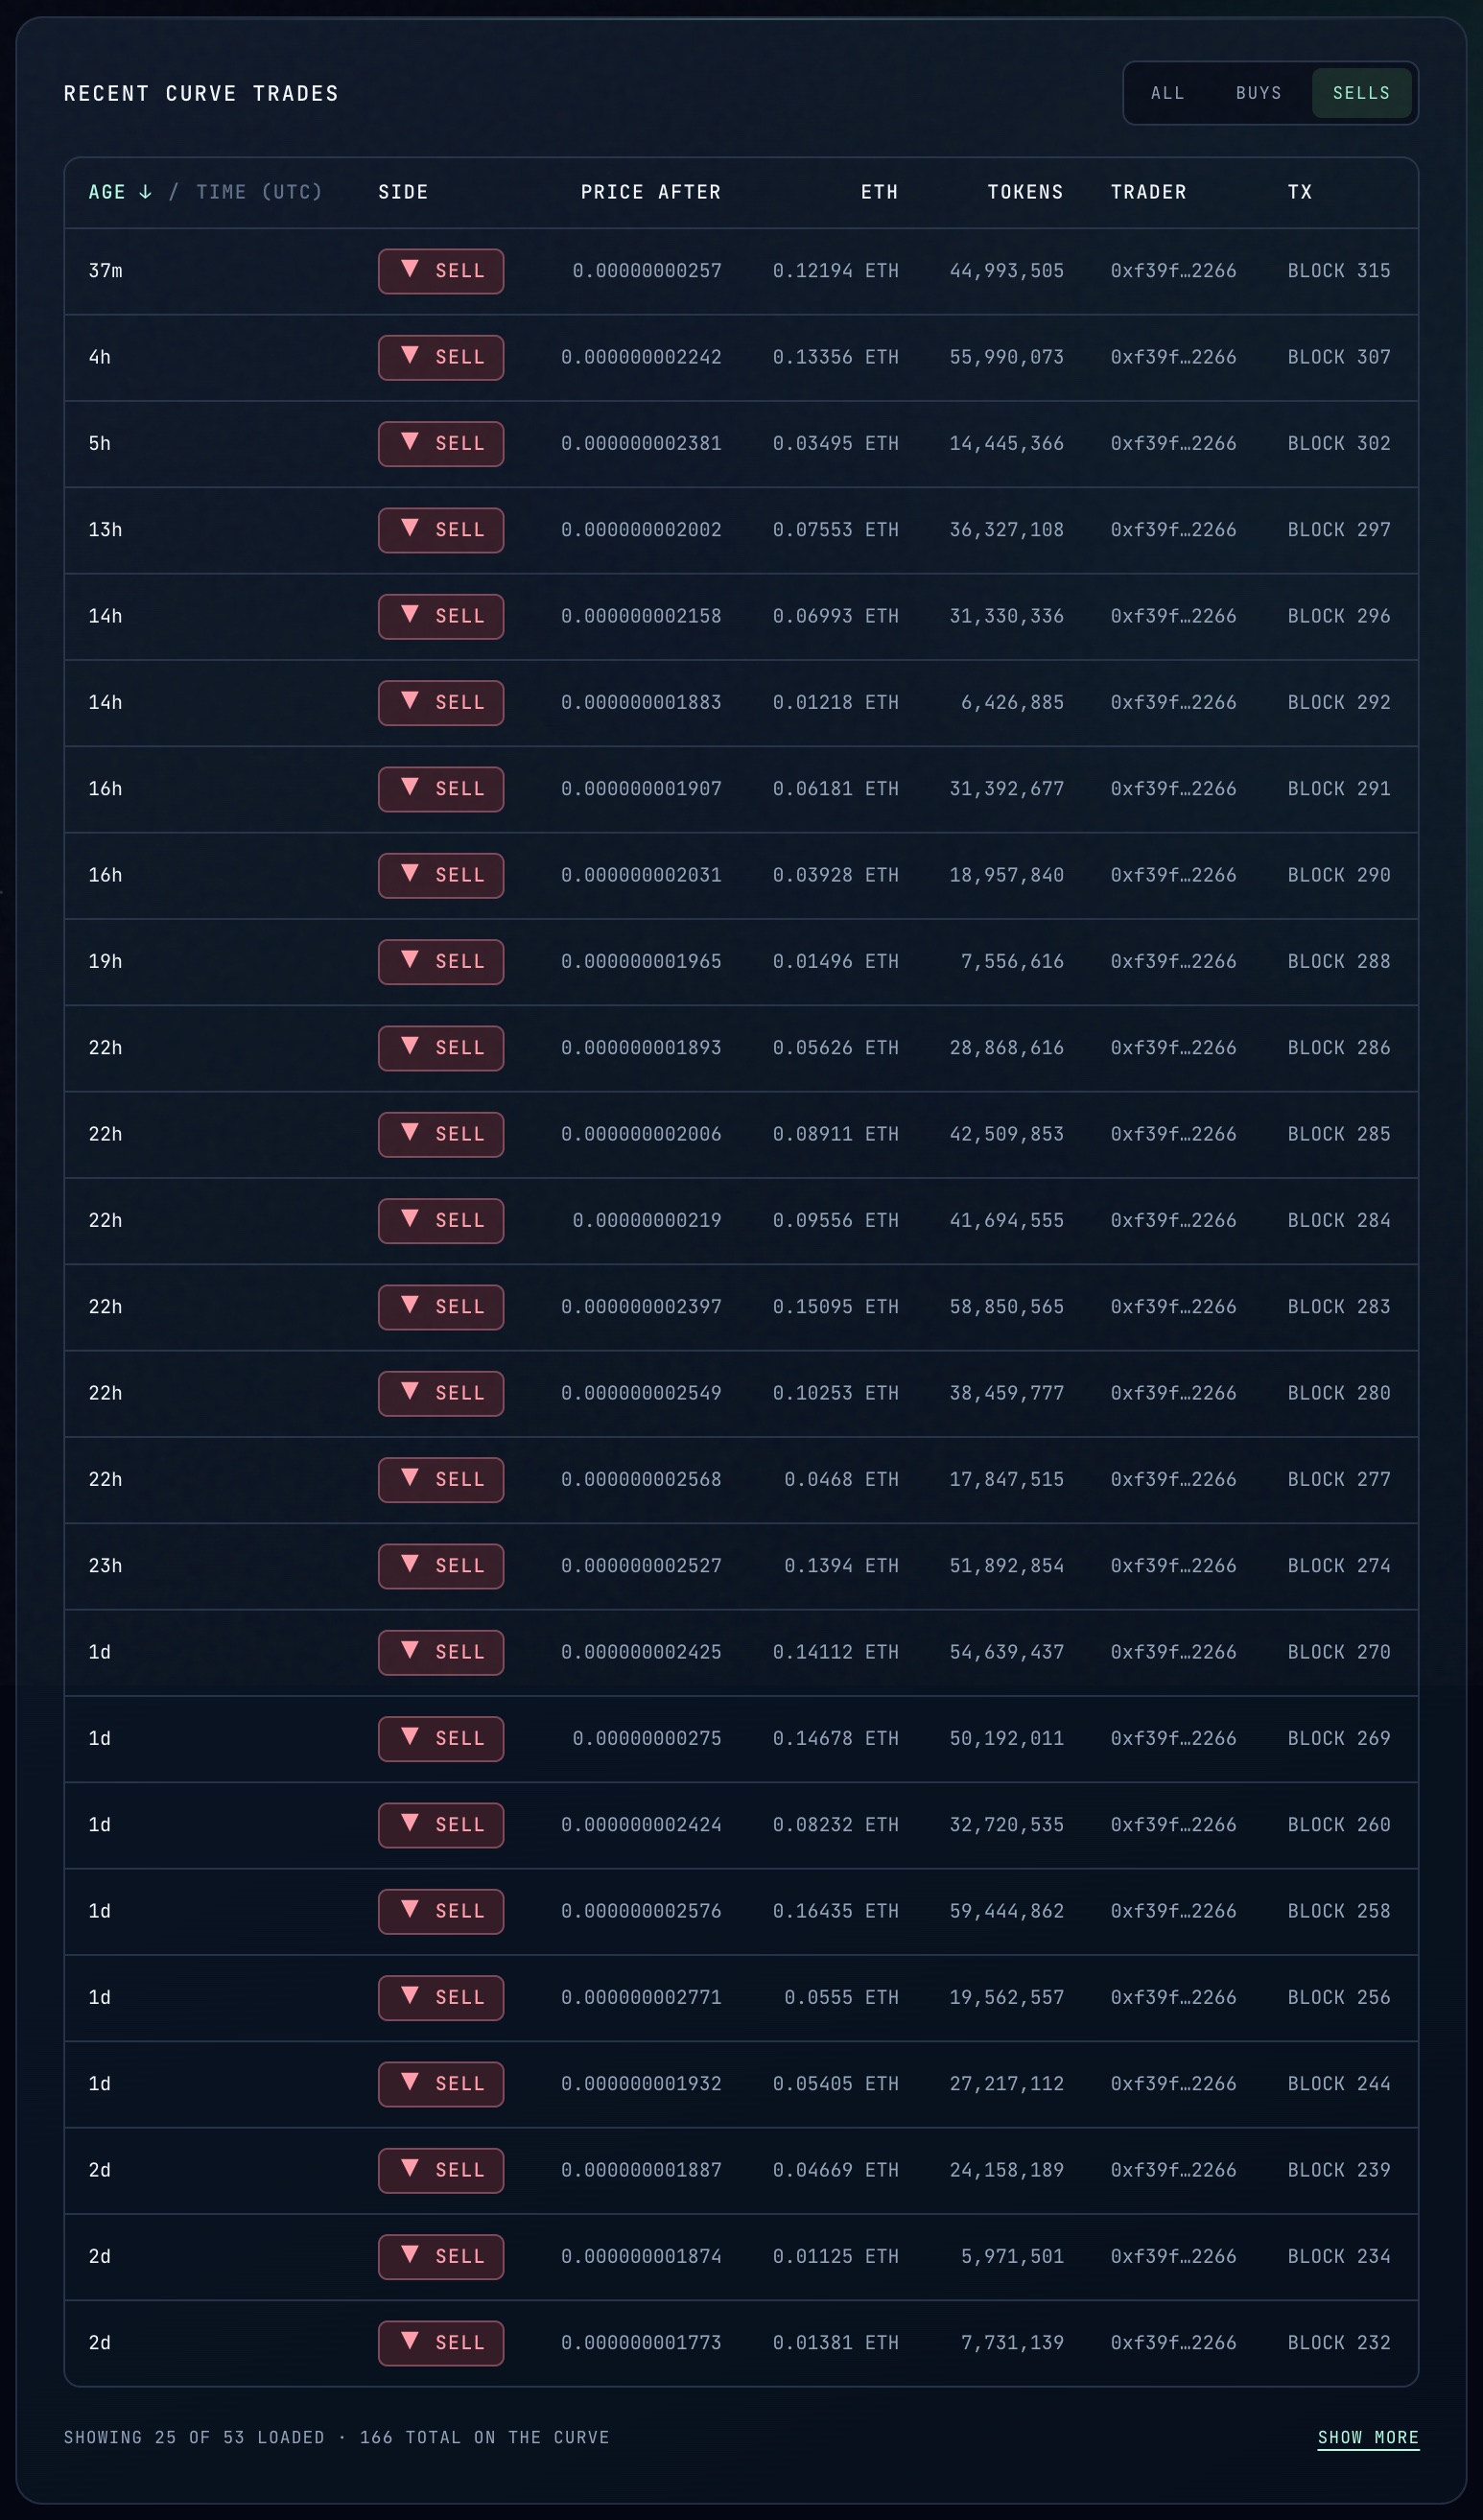 RECENT CURVE TRADES ALL BUYS SELLS
AGE ↓ / TIME (UTC) SIDE PRICE AFTER ETH TOKENS TRADER TX
37m ▼ SELL 0.00000000257 0.12194 ETH 44,993,505 0xf39f…2266 BLOCK 315
4h ▼ SELL 0.000000002242 0.13356 ETH 55,990,073 0xf39f…2266 BLOCK 307
5h ▼ SELL 0.000000002381 0.03495 ETH 14,445,366 0xf39f…2266 BLOCK 302
13h ▼ SELL 0.000000002002 0.07553 ETH 36,327,108 0xf39f…2266 BLOCK 297
14h ▼ SELL 0.000000002158 0.06993 ETH 31,330,336 0xf39f…2266 BLOCK 296
14h ▼ SELL 0.000000001883 0.01218 ETH 6,426,885 0xf39f…2266 BLOCK 292
16h ▼ SELL 0.000000001907 0.06181 ETH 31,392,677 0xf39f…2266 BLOCK 291
16h ▼ SELL 0.000000002031 0.03928 ETH 18,957,840 0xf39f…2266 BLOCK 290
19h ▼ SELL 0.000000001965 0.01496 ETH 7,556,616 0xf39f…2266 BLOCK 288
22h ▼ SELL 0.000000001893 0.05626 ETH 28,868,616 0xf39f…2266 BLOCK 286
22h ▼ SELL 0.000000002006 0.08911 ETH 42,509,853 0xf39f…2266 BLOCK 285
22h ▼ SELL 0.00000000219 0.09556 ETH 41,694,555 0xf39f…2266 BLOCK 284
22h ▼ SELL 0.000000002397 0.15095 ETH 58,850,565 0xf39f…2266 BLOCK 283
22h ▼ SELL 0.000000002549 0.10253 ETH 38,459,777 0xf39f…2266 BLOCK 280
22h ▼ SELL 0.000000002568 0.0468 ETH 17,847,515 0xf39f…2266 BLOCK 277
23h ▼ SELL 0.000000002527 0.1394 ETH 51,892,854 0xf39f…2266 BLOCK 274
1d ▼ SELL 0.000000002425 0.14112 ETH 54,639,437 0xf39f…2266 BLOCK 270
1d ▼ SELL 0.00000000275 0.14678 ETH 50,192,011 0xf39f…2266 BLOCK 269
1d ▼ SELL 0.000000002424 0.08232 ETH 32,720,535 0xf39f…2266 BLOCK 260
1d ▼ SELL 0.000000002576 0.16435 ETH 59,444,862 0xf39f…2266 BLOCK 258
1d ▼ SELL 0.000000002771 0.0555 ETH 19,562,557 0xf39f…2266 BLOCK 256
1d ▼ SELL 0.000000001932 0.05405 ETH 27,217,112 0xf39f…2266 BLOCK 244
2d ▼ SELL 0.000000001887 0.04669 ETH 24,158,189 0xf39f…2266 BLOCK 239
2d ▼ SELL 0.000000001874 0.01125 ETH 5,971,501 0xf39f…2266 BLOCK 234
2d ▼ SELL 0.000000001773 0.01381 ETH 7,731,139 0xf39f…2266 BLOCK 232
SHOWING 25 OF 53 LOADED · 166 TOTAL ON THE CURVE SHOW MORE